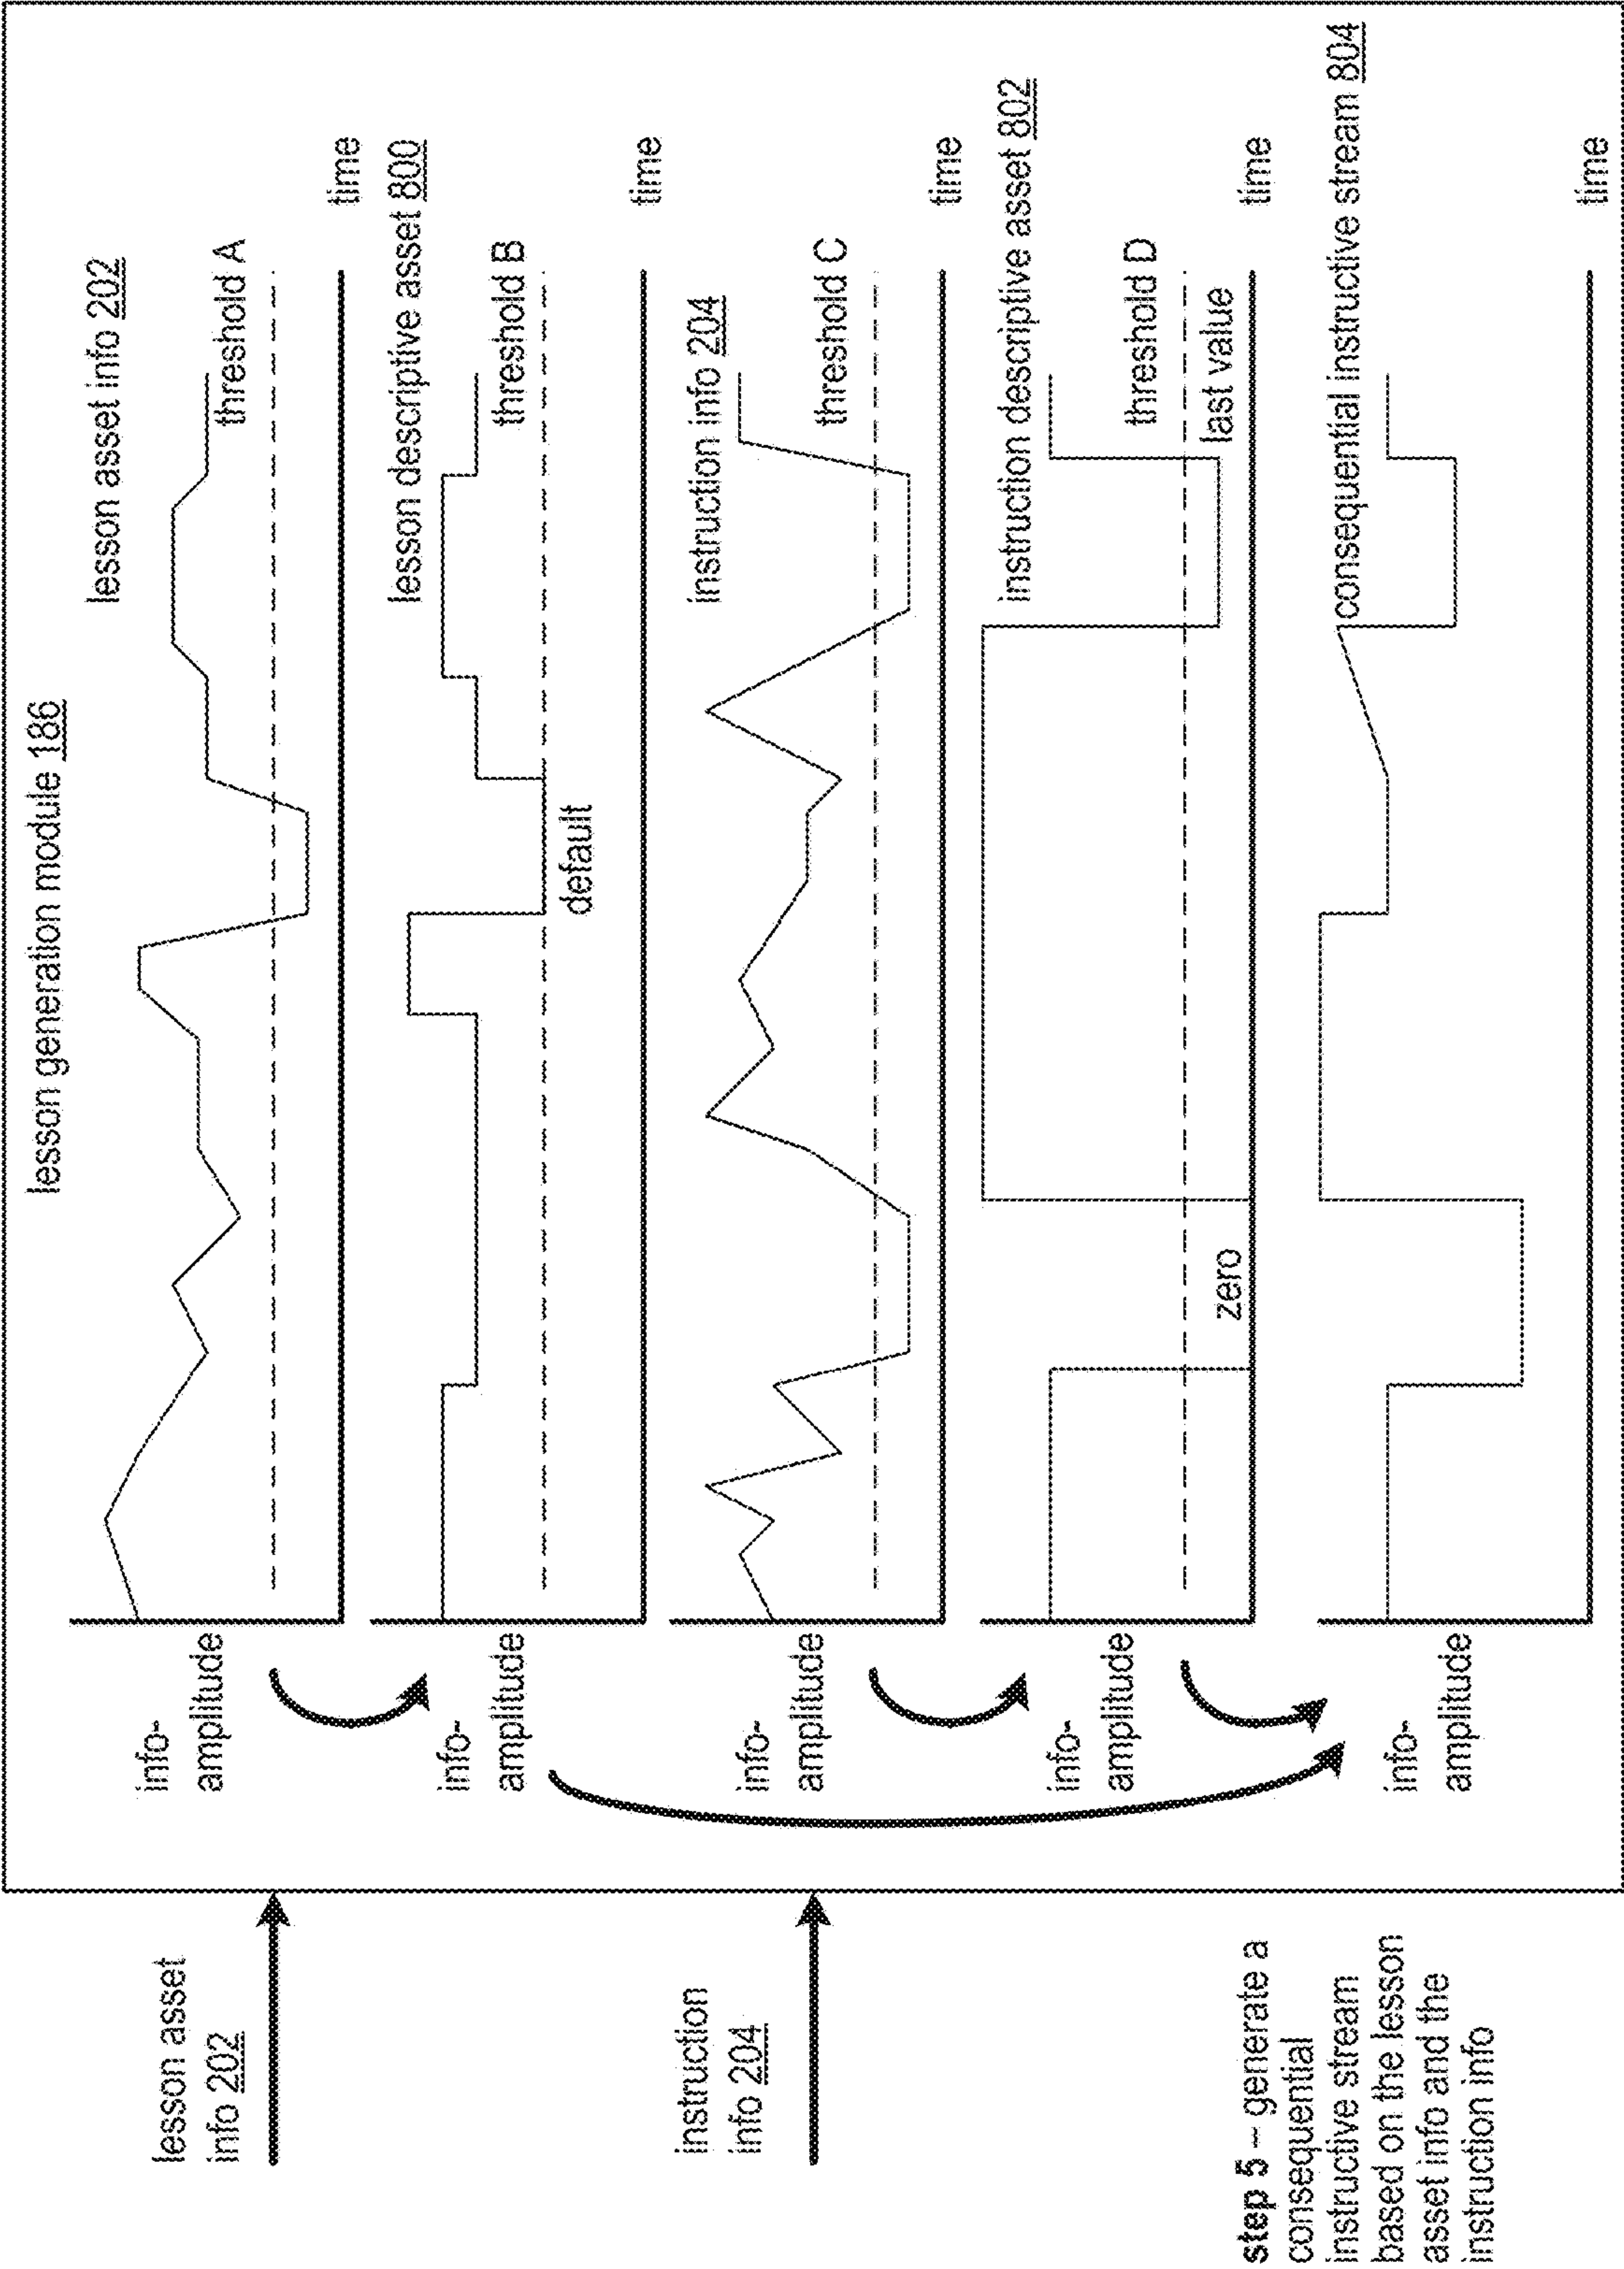 lesson generation module 186
lesson asset
info 202
info-
amplitude
lesson asset info 202
threshold A
time
info-
amplitude
lesson descriptive asset 800
threshold B
default
time
instruction
info 204
info-
amplitude
instruction info 204
threshold C
time
info-
amplitude
instruction descriptive asset 802
threshold D
zero
last value
time
step 5 – generate a
consequential
instructive stream
based on the lesson
asset info and the
instruction info
info-
amplitude
consequential instructive stream 804
time